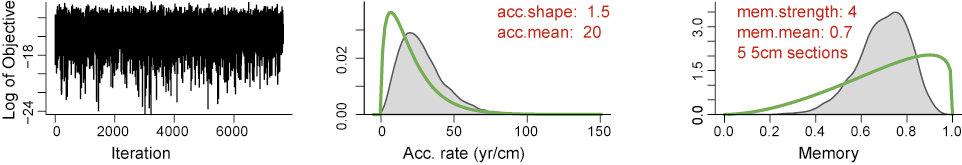 Log of Objective
−18
−24
0
2000
4000
6000
Iteration
acc.shape: 1.5
acc.mean: 20
0.02
0.00
0
50
100
150
Acc. rate (yr/cm)
mem.strength: 4
mem.mean: 0.7
5 5cm sections
3.0
1.5
0.0
0.0
0.2
0.4
0.6
0.8
1.0
Memory